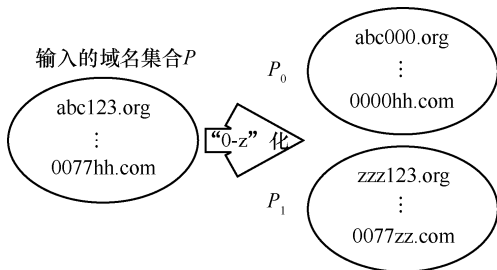 输入的域名集合P
abc123.org
⋮
0077hh.com
“0-z”化
P0
abc000.org
⋮
0000hh.com
P1
zzz123.org
⋮
0077zz.com